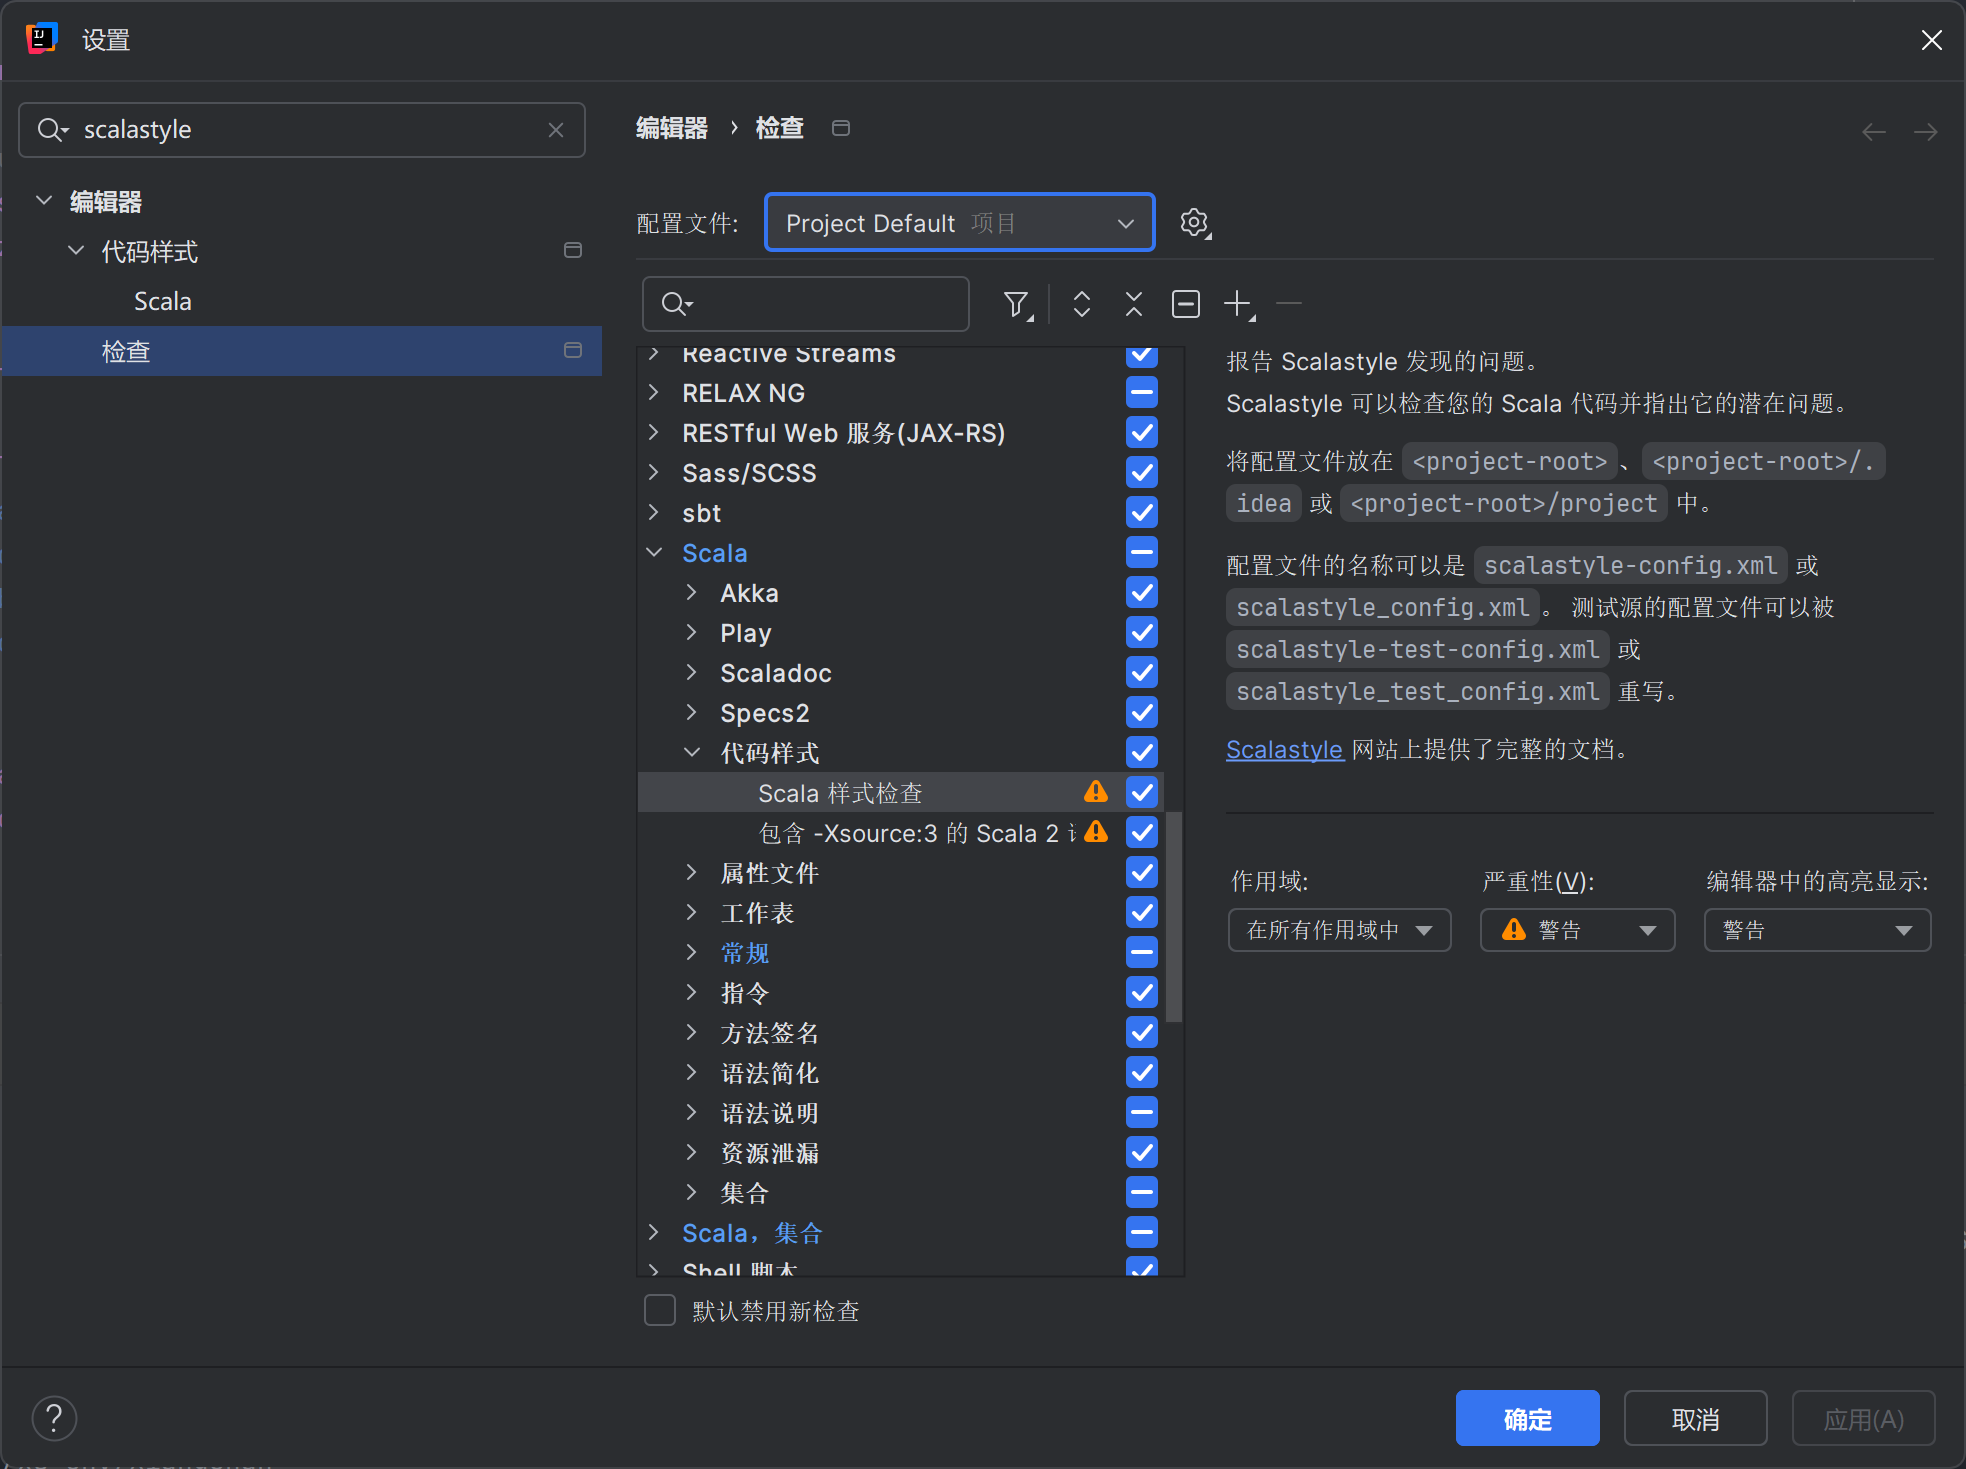 设置
scalastyle
编辑器
代码样式
Scala
检查
编辑器 › 检查
配置文件: Project Default 项目
Reactive Streams
RELAX NG
RESTful Web 服务(JAX-RS)
Sass/SCSS
sbt
Scala
Akka
Play
Scaladoc
Specs2
代码样式
Scala 样式检查
包含 -Xsource:3 的 Scala 2
属性文件
工作表
常规
指令
方法签名
语法简化
语法说明
资源泄漏
集合
Scala，集合
Shell 脚本
默认禁用新检查
报告 Scalastyle 发现的问题。
Scalastyle 可以检查您的 Scala 代码并指出它的潜在问题。
将配置文件放在 <project-root> 、 <project-root>/.
idea 或 <project-root>/project 中。
配置文件的名称可以是 scalastyle-config.xml 或
scalastyle_config.xml 。 测试源的配置文件可以被
scalastyle-test-config.xml 或
scalastyle_test_config.xml 重写。
Scalastyle 网站上提供了完整的文档。
作用域: 严重性(V): 编辑器中的高亮显示:
在所有作用域中 警告 警告
? 确定 取消 应用(A)